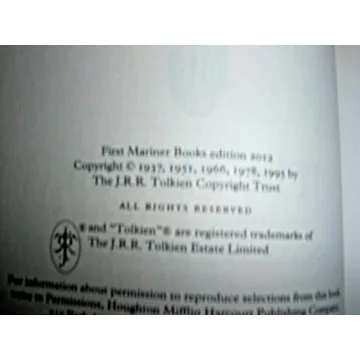 First Mariner Books edition 2012
Copyright © 1937, 1951, 1966, 1978, 1995 by
The J.R.R. Tolkien Copyright Trust
ALL RIGHTS RESERVED
® and "Tolkien"® are registered trademarks of
The J.R.R. Tolkien Estate Limited
For information about permission to reproduce selections from this book,
write to Permissions, Houghton Mifflin Harcourt Publishing Company,